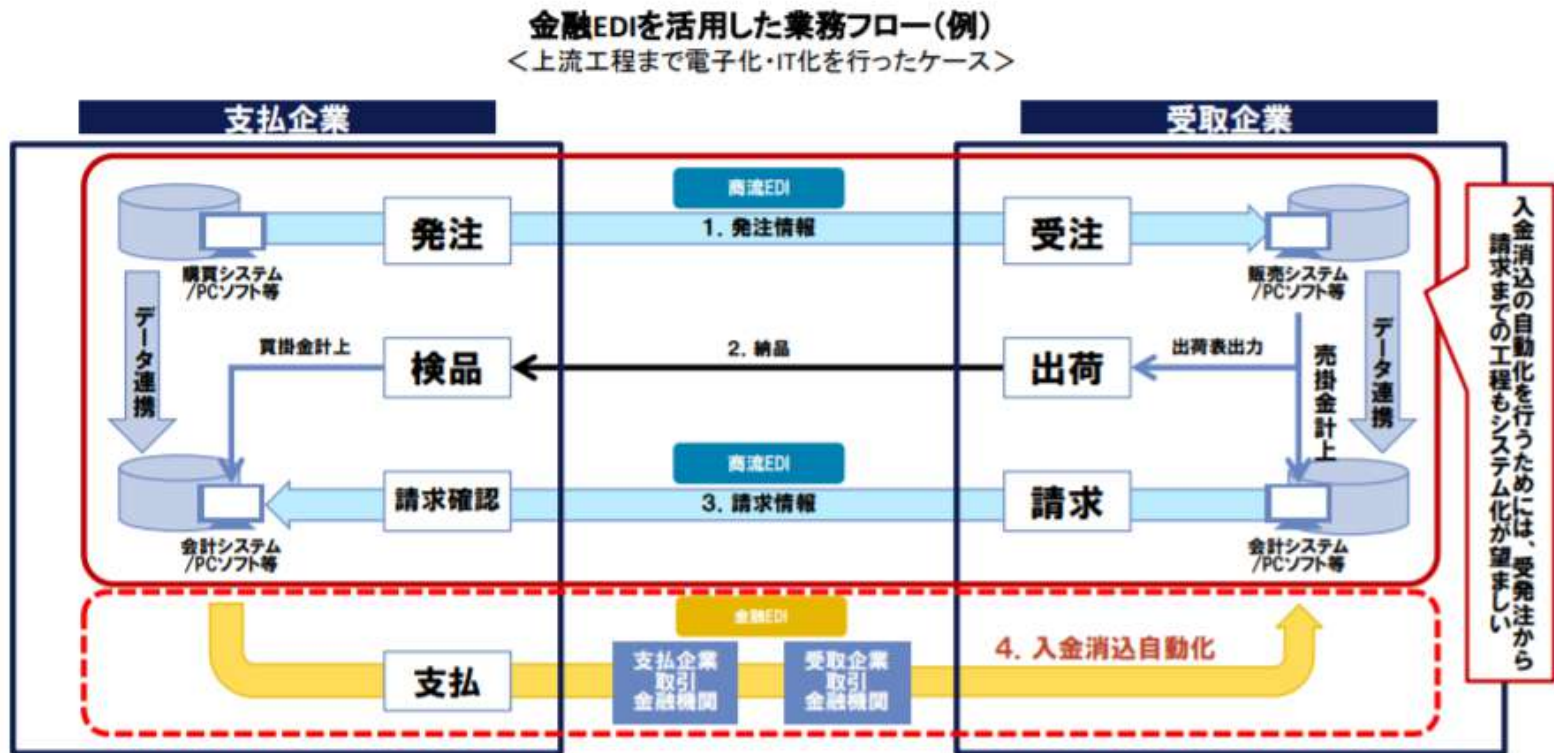 金融EDIを活用した業務フロー(例)
＜上流工程まで電子化・IT化を行ったケース＞
支払企業
受取企業
商流EDI
発注
1. 発注情報
受注
購買システム
/PCソフト等
販売システム
/PCソフト等
データ連携
買掛金計上
検品
2. 納品
出荷
出荷表出力
売掛金計上
データ連携
商流EDI
請求確認
3. 請求情報
請求
会計システム
/PCソフト等
会計システム
/PCソフト等
金融EDI
支払
支払企業
取引
金融機関
受取企業
取引
金融機関
4. 入金消込自動化
入金消込の自動化を行うためには、受発注から
請求までの工程もシステム化が望ましい